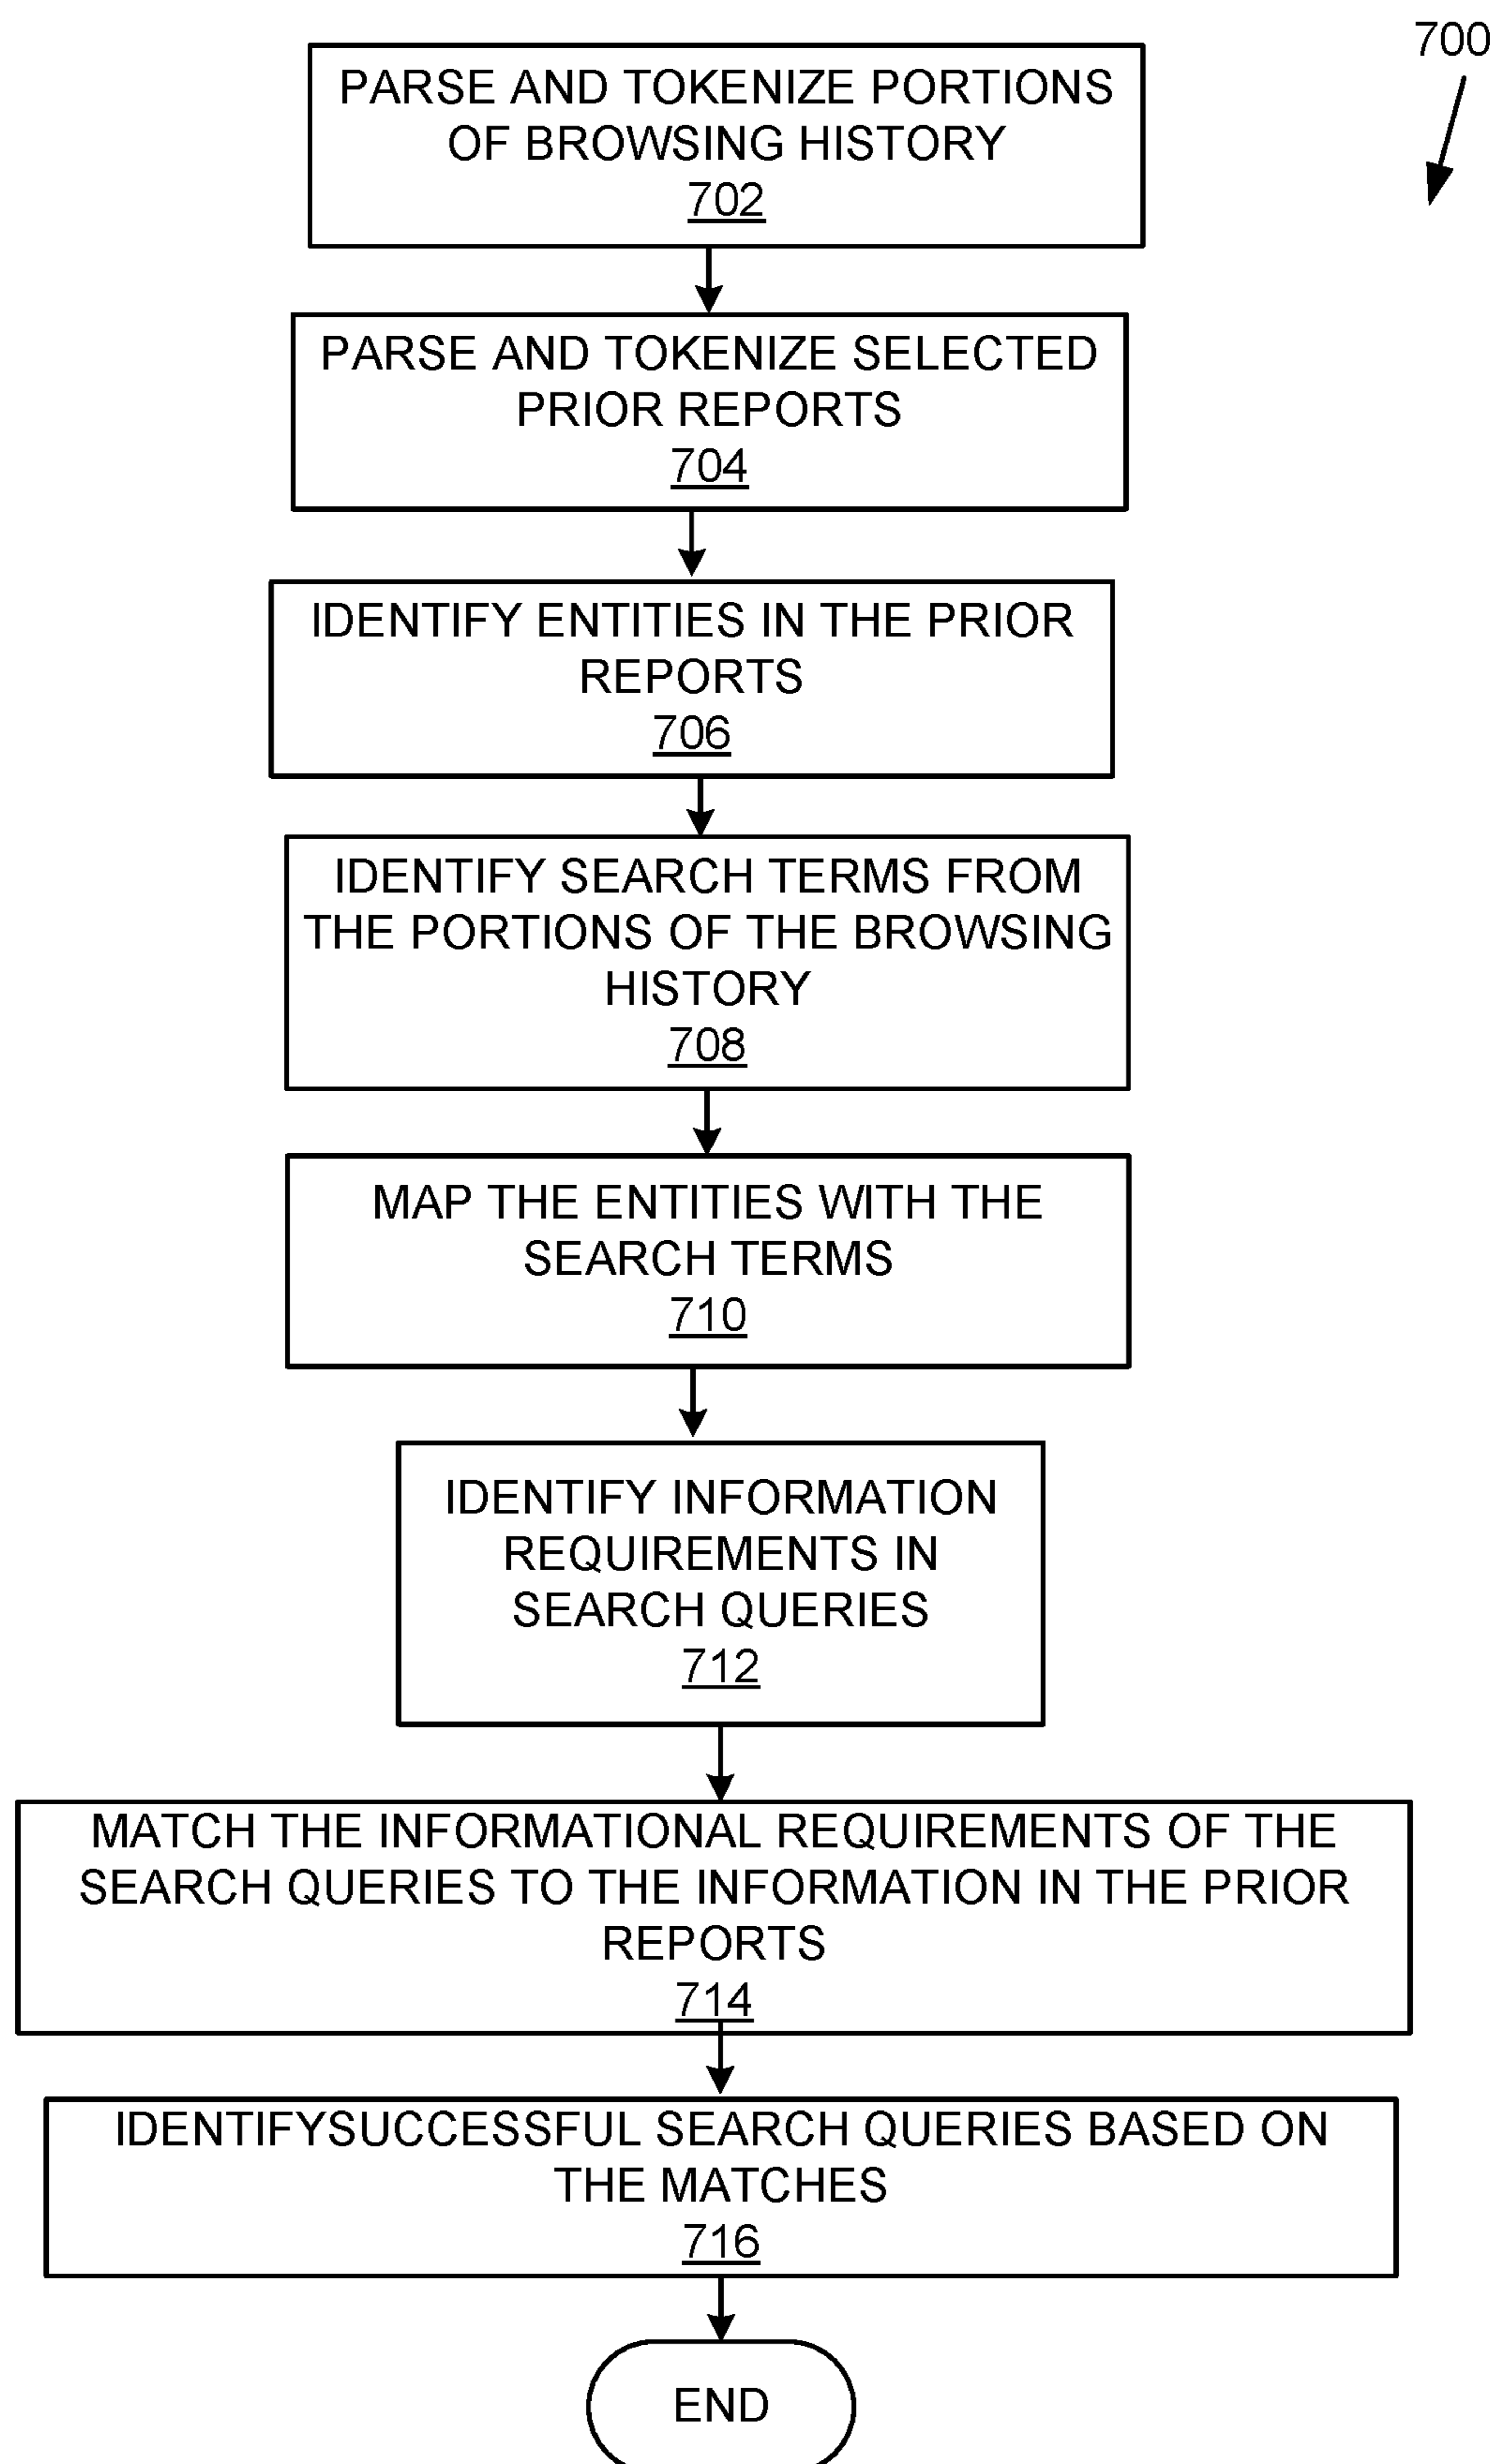 700
PARSE AND TOKENIZE PORTIONS
OF BROWSING HISTORY
702
PARSE AND TOKENIZE SELECTED
PRIOR REPORTS
704
IDENTIFY ENTITIES IN THE PRIOR
REPORTS
706
IDENTIFY SEARCH TERMS FROM
THE PORTIONS OF THE BROWSING
HISTORY
708
MAP THE ENTITIES WITH THE
SEARCH TERMS
710
IDENTIFY INFORMATION
REQUIREMENTS IN
SEARCH QUERIES
712
MATCH THE INFORMATIONAL REQUIREMENTS OF THE
SEARCH QUERIES TO THE INFORMATION IN THE PRIOR
REPORTS
714
IDENTIFYSUCCESSFUL SEARCH QUERIES BASED ON
THE MATCHES
716
END